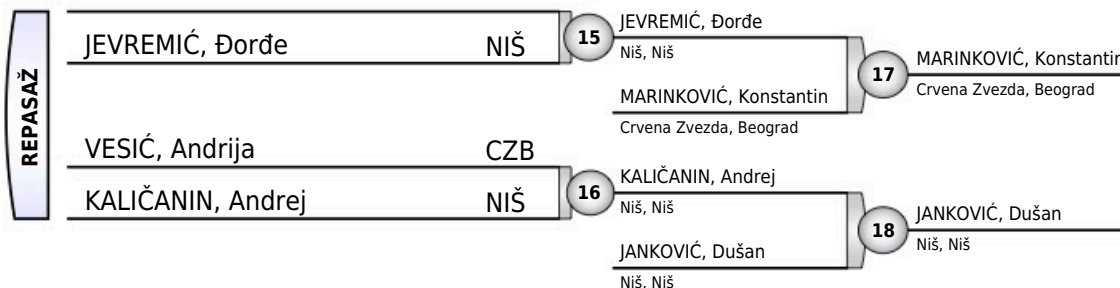 REPASAŽ
JEVREMIĆ, Đorđe NIŠ
VESIĆ, Andrija CZB
KALIČANIN, Andrej NIŠ
15
JEVREMIĆ, Đorđe
Niš, Niš
MARINKOVIĆ, Konstantin
Crvena Zvezda, Beograd
16
KALIČANIN, Andrej
Niš, Niš
JANKOVIĆ, Dušan
Niš, Niš
17
MARINKOVIĆ, Konstantin
Crvena Zvezda, Beograd
18
JANKOVIĆ, Dušan
Niš, Niš